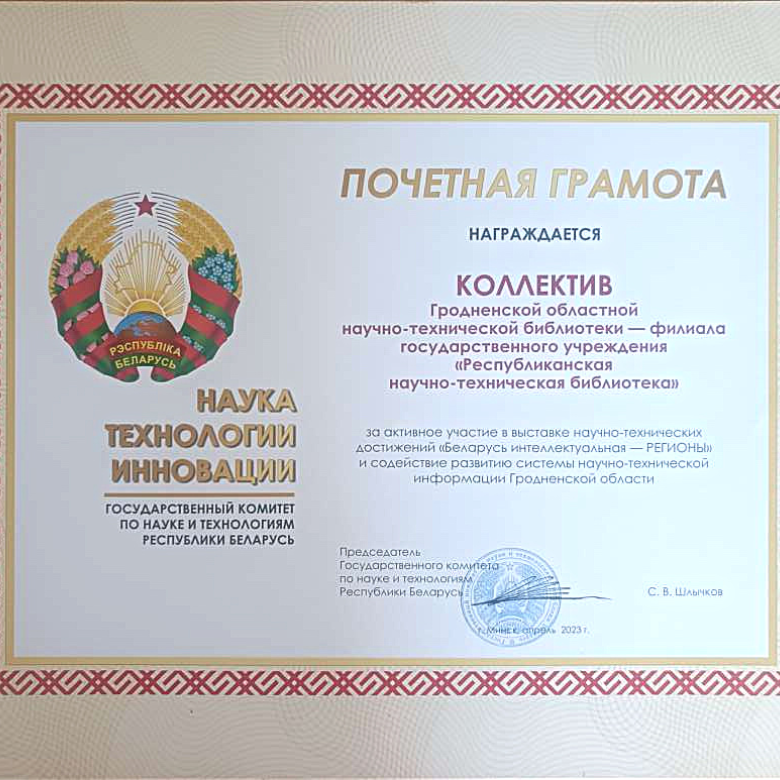 ПОЧЕТНАЯ ГРАМОТА
НАГРАЖДАЕТСЯ
КОЛЛЕКТИВ
Гродненской областной
научно-технической библиотеки — филиала
государственного учреждения
«Республиканская
научно-техническая библиотека»
за активное участие в выставке научно-технических
достижений «Беларусь интеллектуальная — РЕГИОНЫ»
и содействие развитию системы научно-технической
информации Гродненской области
РЭСПУБЛІКА
БЕЛАРУСЬ
НАУКА
ТЕХНОЛОГИИ
ИННОВАЦИИ
ГОСУДАРСТВЕННЫЙ КОМИТЕТ
ПО НАУКЕ И ТЕХНОЛОГИЯМ
РЕСПУБЛИКИ БЕЛАРУСЬ
Председатель
Государственного комитета
по науке и технологиям
Республики Беларусь
С. В. Шлычков
г. Минск, апрель 2023 г.